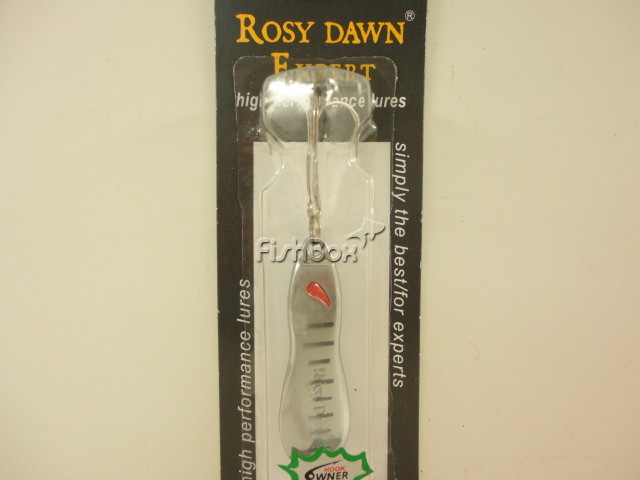 ROSY DAWN®
EXPERT
high performance lures
simply the best/for experts
Fishbox
high performance lures
HOOK
OWNER